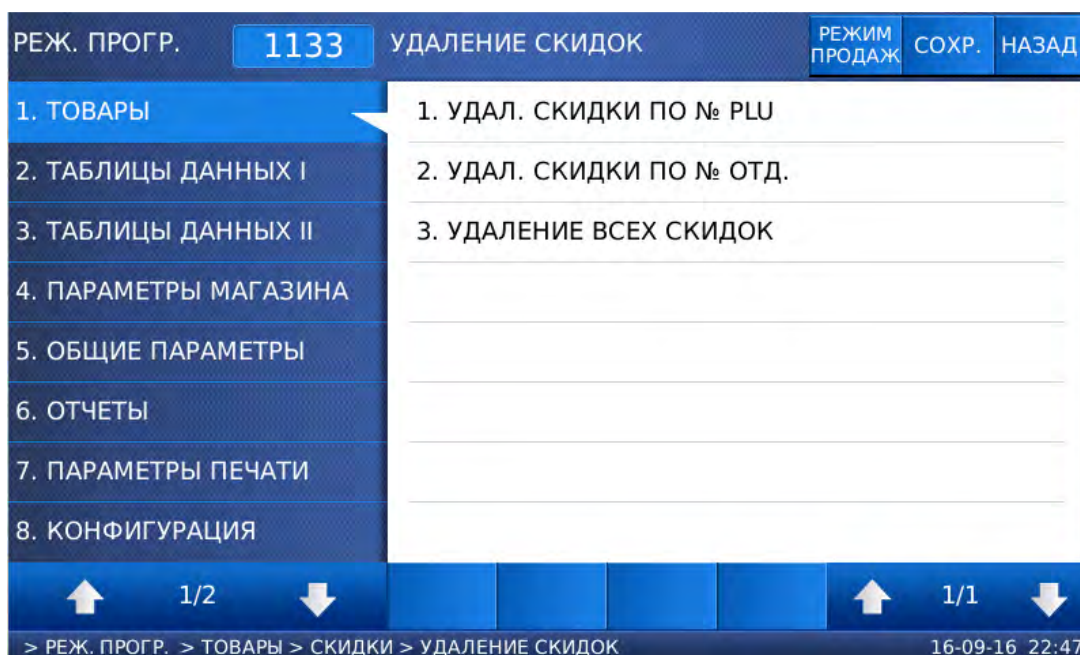 РЕЖ. ПРОГР. 1133 УДАЛЕНИЕ СКИДОК РЕЖИМ ПРОДАЖ СОХР. НАЗАД
1. ТОВАРЫ
2. ТАБЛИЦЫ ДАННЫХ I
3. ТАБЛИЦЫ ДАННЫХ II
4. ПАРАМЕТРЫ МАГАЗИНА
5. ОБЩИЕ ПАРАМЕТРЫ
6. ОТЧЕТЫ
7. ПАРАМЕТРЫ ПЕЧАТИ
8. КОНФИГУРАЦИЯ
1. УДАЛ. СКИДКИ ПО № PLU
2. УДАЛ. СКИДКИ ПО № ОТД.
3. УДАЛЕНИЕ ВСЕХ СКИДОК
1/2 1/1
> РЕЖ. ПРОГР. > ТОВАРЫ > СКИДКИ > УДАЛЕНИЕ СКИДОК 16-09-16 22:47